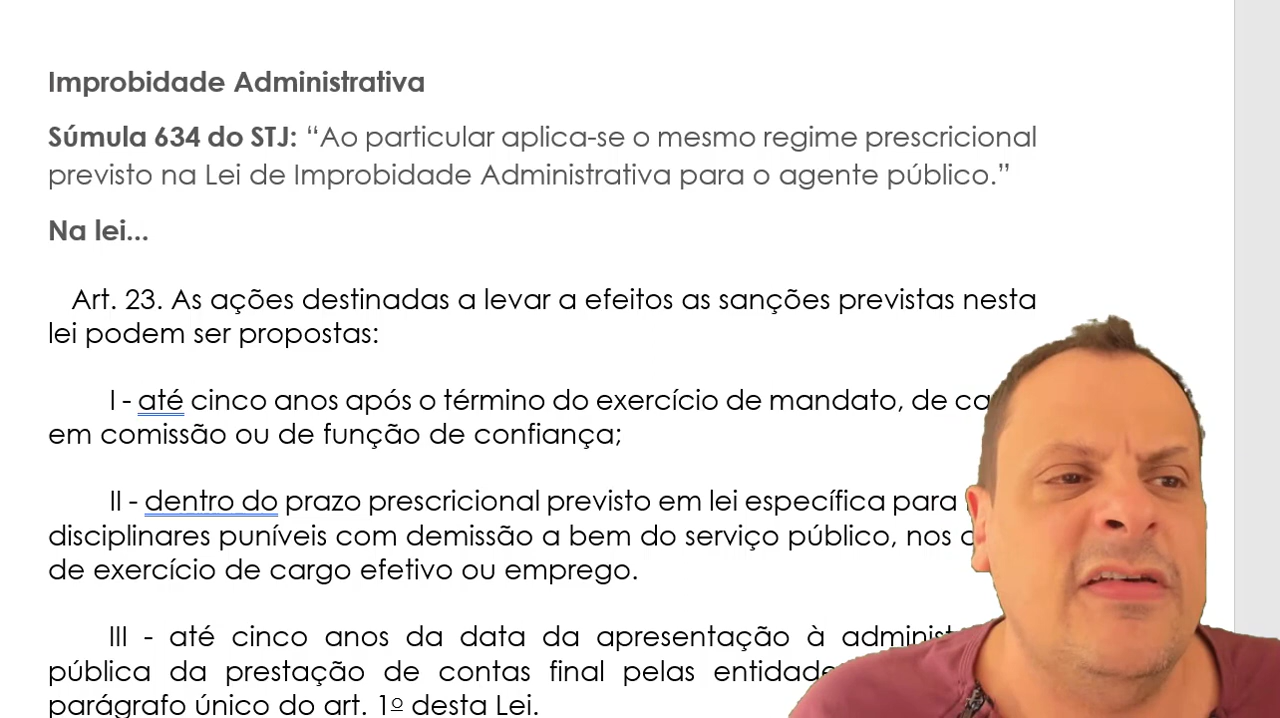 Improbidade Administrativa
Súmula 634 do STJ: “Ao particular aplica-se o mesmo regime prescricional
previsto na Lei de Improbidade Administrativa para o agente público.”
Na lei...
Art. 23. As ações destinadas a levar a efeitos as sanções previstas nesta
lei podem ser propostas:
I - até cinco anos após o término do exercício de mandato, de
em comissão ou de função de confiança;
II - dentro do prazo prescricional previsto em lei específica para
disciplinares puníveis com demissão a bem do serviço público, nos
de exercício de cargo efetivo ou emprego.
III - até cinco anos da data da apresentação à
pública da prestação de contas final pelas
parágrafo único do art. 1º desta Lei.